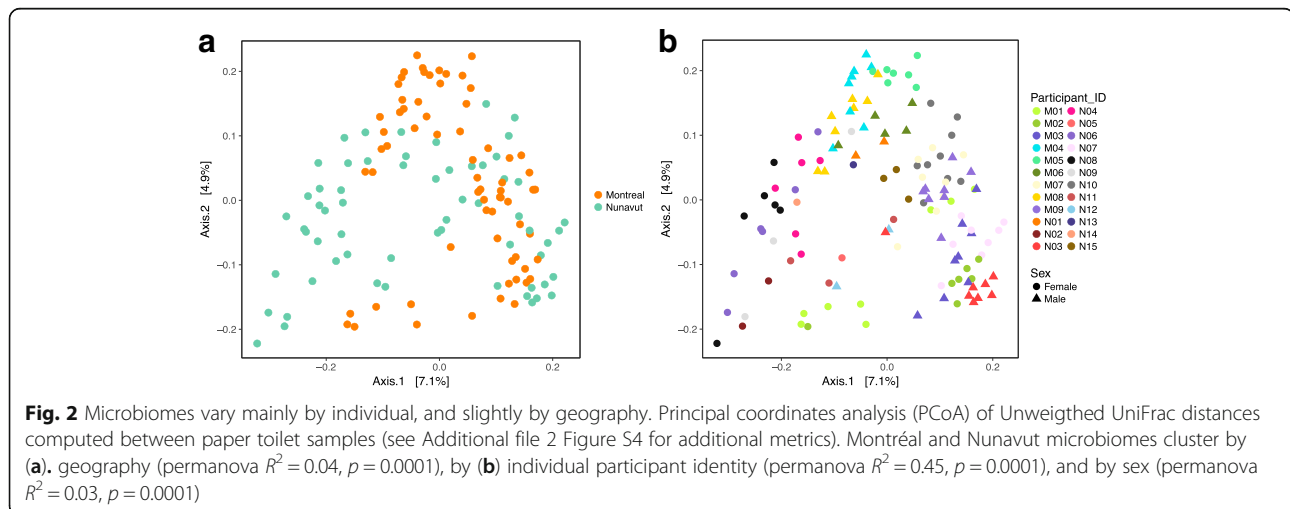 a
b
0.2
0.1
0.0
−0.1
−0.2
Axis.2 [4.9%]
−0.2
0.0
0.2
Axis.1 [7.1%]
Montreal
Nunavut
0.2
0.1
0.0
−0.1
−0.2
Axis.2 [4.9%]
−0.2
0.0
0.2
Axis.1 [7.1%]
Participant_ID
M01 N04
M02 N05
M03 N06
M04 N07
M05 N08
M06 N09
M07 N10
M08 N11
M09 N12
N01 N13
N02 N14
N03 N15
Sex
Female
Male
Fig. 2 Microbiomes vary mainly by individual, and slightly by geography. Principal coordinates analysis (PCoA) of Unweigthed UniFrac distances
computed between paper toilet samples (see Additional file 2 Figure S4 for additional metrics). Montréal and Nunavut microbiomes cluster by
(a). geography (permanova R² = 0.04, p = 0.0001), by (b) individual participant identity (permanova R² = 0.45, p = 0.0001), and by sex (permanova
R² = 0.03, p = 0.0001)